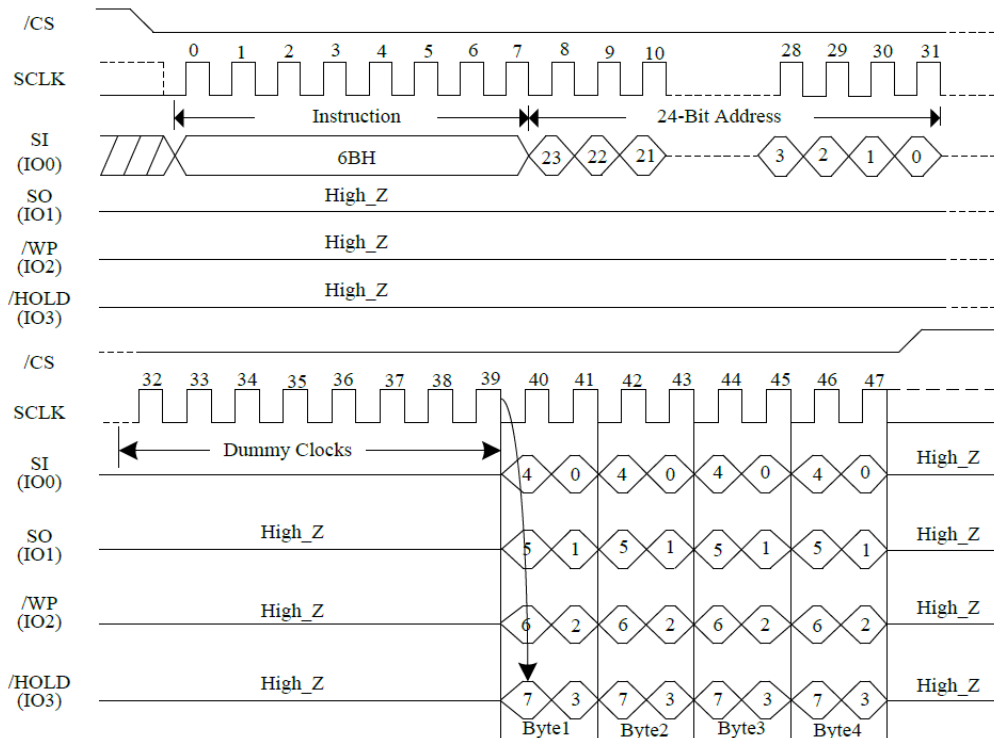 /CS
0 1 2 3 4 5 6 7 8 9 10 28 29 30 31
SCLK
Instruction 24-Bit Address
SI
(IO0)
6BH 23 22 21 3 2 1 0
SO
(IO1)
High_Z
/WP
(IO2)
High_Z
/HOLD
(IO3)
High_Z
/CS
32 33 34 35 36 37 38 39 40 41 42 43 44 45 46 47
SCLK
Dummy Clocks
SI
(IO0)
4 0 4 0 4 0 4 0 High_Z
SO
(IO1)
High_Z 5 1 5 1 5 1 5 1 High_Z
/WP
(IO2)
High_Z 6 2 6 2 6 2 6 2 High_Z
/HOLD
(IO3)
High_Z 7 3 7 3 7 3 7 3 High_Z
Byte1 Byte2 Byte3 Byte4